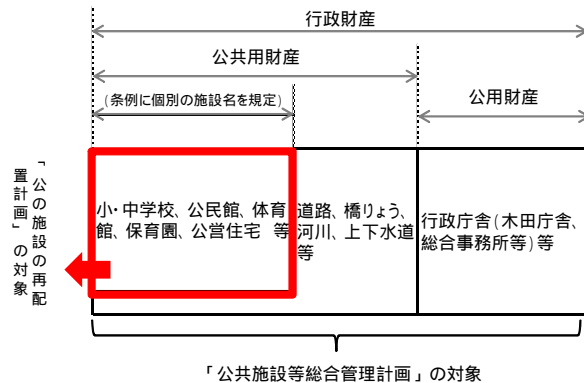 行政財産
公共用財産
(条例に個別の施設名を規定)
公用財産
「公の施設の再配
置計画」の対象
小・中学校、公民館、体育
館、保育園、公営住宅 等
道路、橋りょう、
河川、上下水道
等
行政庁舎(木田庁舎、
総合事務所等)等
「公共施設等総合管理計画」の対象